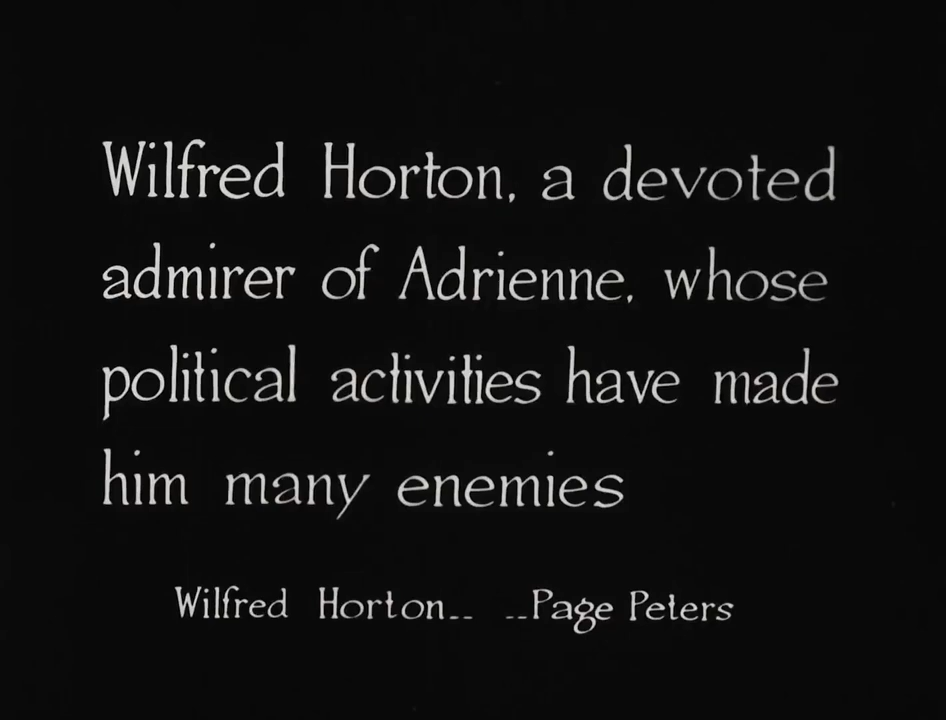 Wilfred Horton, a devoted
admirer of Adrienne, whose
political activities have made
him many enemies
Wilfred Horton.. ..Page Peters